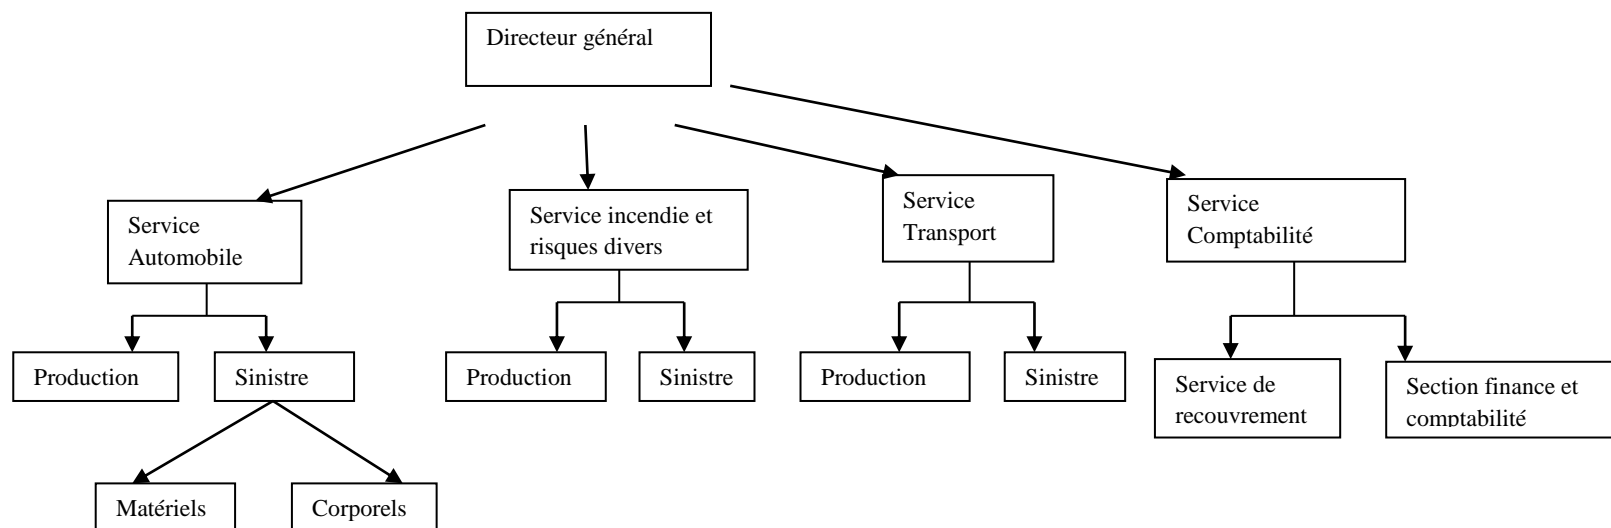 Directeur général
Service
Automobile
Service incendie et
risques divers
Service
Transport
Service
Comptabilité
Production
Sinistre
Production
Sinistre
Production
Sinistre
Service de
recouvrement
Section finance et
comptabilité
Matériels
Corporels